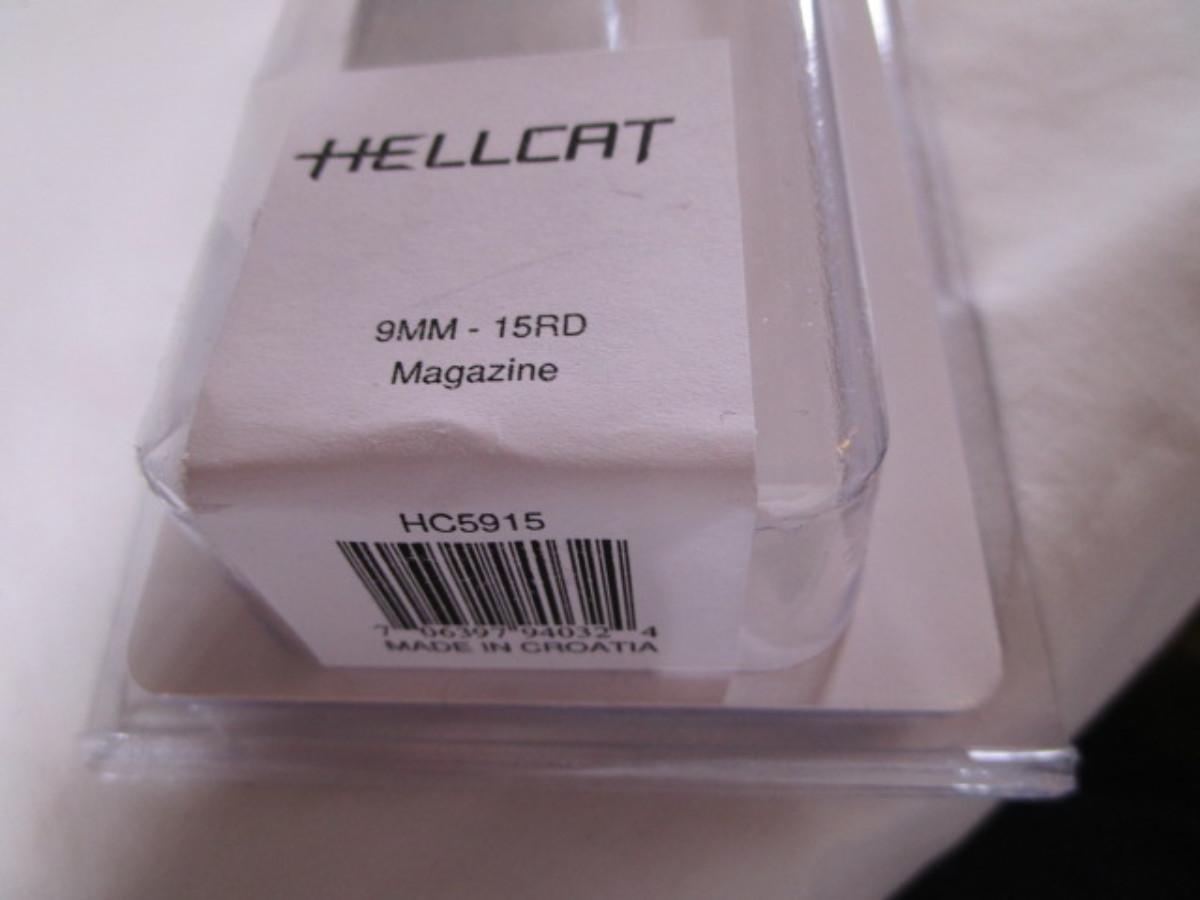 HELLCAT
9MM - 15RD
Magazine
HC5915
7 06397 94032 4
MADE IN CROATIA